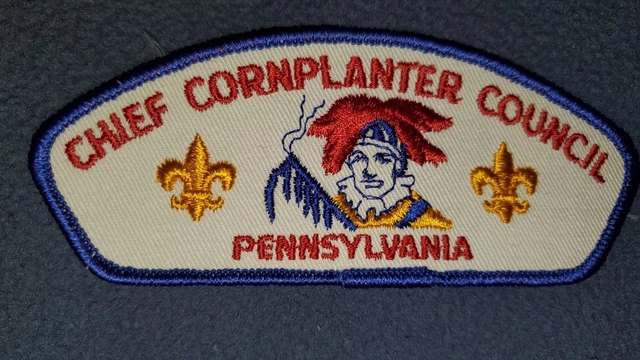 CHIEF CORNPLANTER COUNCIL
PENNSYLVANIA